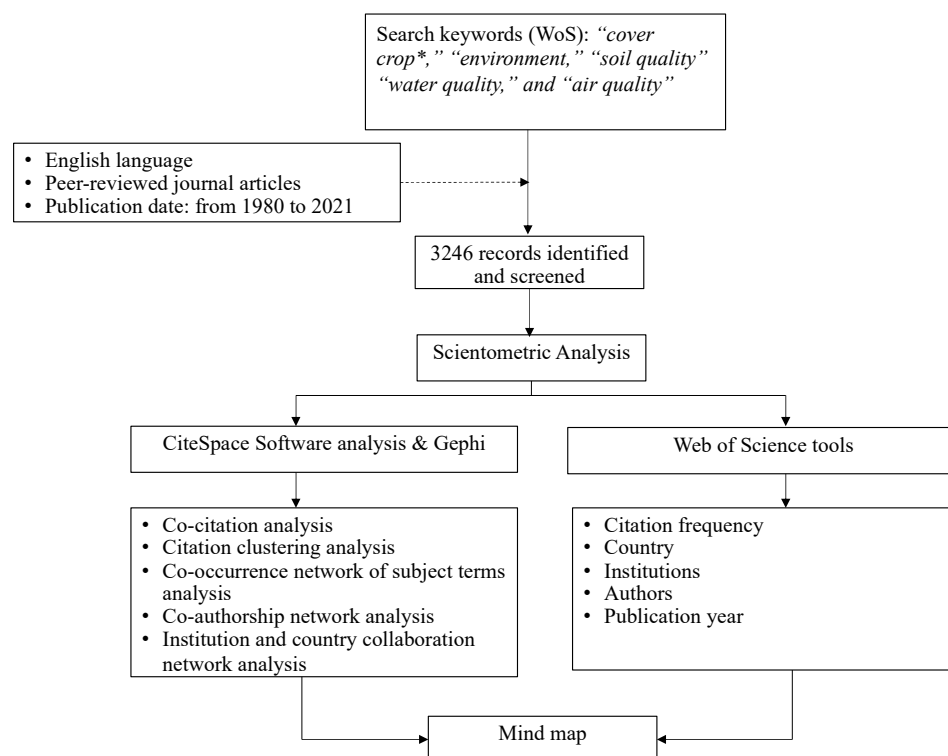 Search keywords (WoS): “cover
crop*,” “environment,” “soil quality”
“water quality,” and “air quality”
• English language
• Peer-reviewed journal articles
• Publication date: from 1980 to 2021
3246 records identified
and screened
Scientometric Analysis
CiteSpace Software analysis & Gephi
Web of Science tools
• Co-citation analysis
• Citation clustering analysis
• Co-occurrence network of subject terms
analysis
• Co-authorship network analysis
• Institution and country collaboration
network analysis
• Citation frequency
• Country
• Institutions
• Authors
• Publication year
Mind map